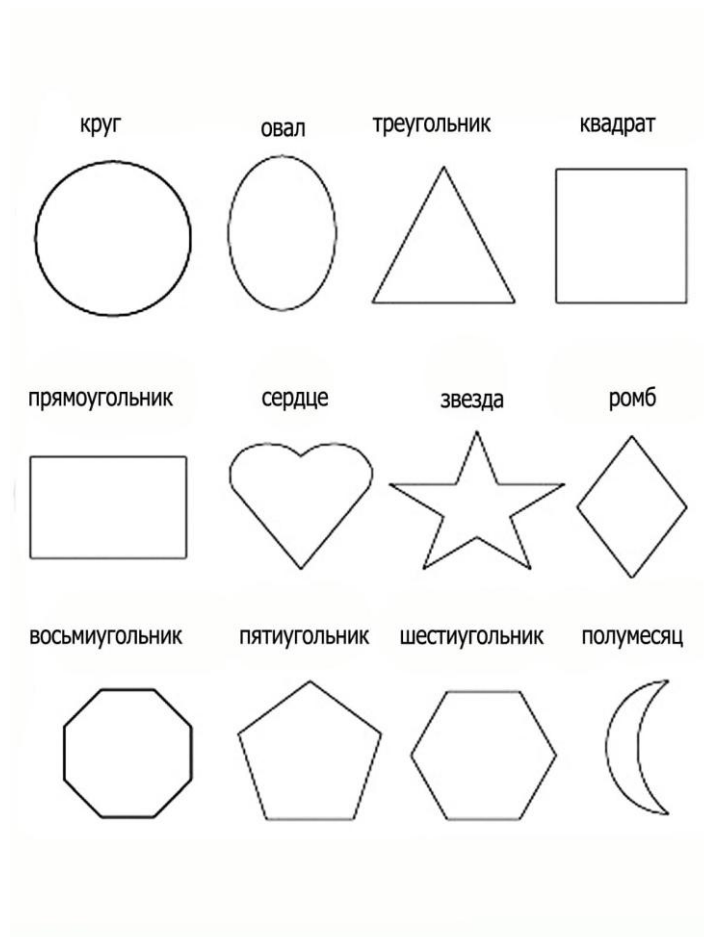 круг овал треугольник квадрат
прямоугольник сердце звезда ромб
восьмиугольник пятиугольник шестиугольник полумесяц